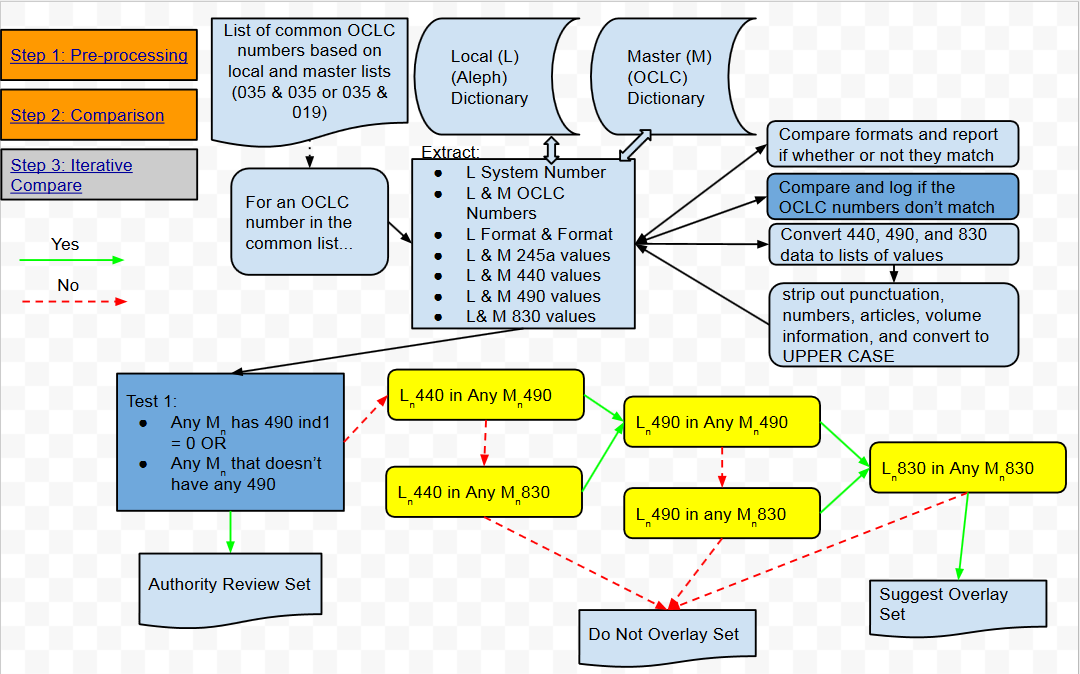 Step 1: Pre-processing
Step 2: Comparison
Step 3: Iterative
Compare
Yes
No
List of common OCLC
numbers based on
local and master lists
(035 & 035 or 035 &
019)
Local (L)
(Aleph)
Dictionary
Master (M)
(OCLC)
Dictionary
For an OCLC
number in the
common list...
Extract:
● L System Number
● L & M OCLC
Numbers
● L Format & Format
● L & M 245a values
● L & M 440 values
● L & M 490 values
● L& M 830 values
Compare formats and report
if whether or not they match
Compare and log if the
OCLC numbers don't match
Convert 440, 490, and 830
data to lists of values
strip out punctuation,
numbers, articles, volume
information, and convert to
UPPER CASE
Test 1:
● Any Mn has 490 ind1
= 0 OR
● Any Mn that doesn't
have any 490
Ln440 in Any Mn490
Ln440 in Any Mn830
Ln490 in Any Mn490
Ln490 in any Mn830
Ln830 in Any Mn830
Authority Review Set
Do Not Overlay Set
Suggest Overlay
Set